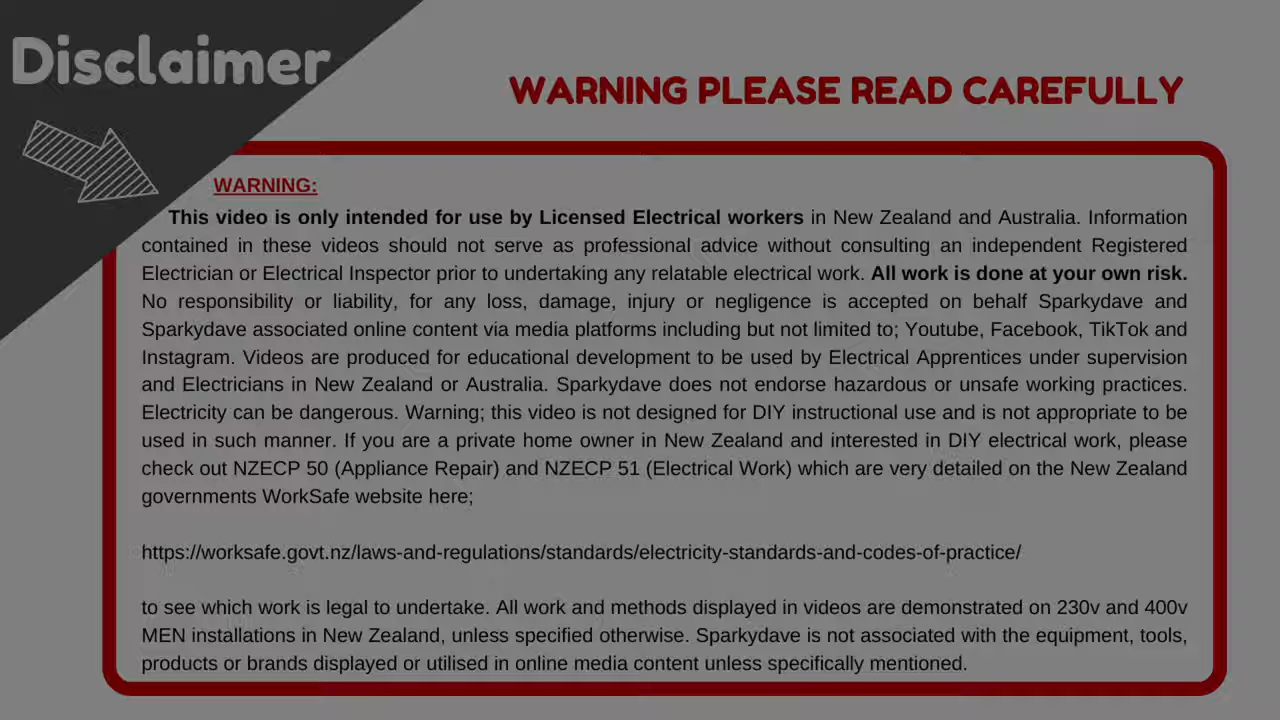 Disclaimer
WARNING PLEASE READ CAREFULLY
WARNING:
This video is only intended for use by Licensed Electrical workers in New Zealand and Australia. Information
contained in these videos should not serve as professional advice without consulting an independent Registered
Electrician or Electrical Inspector prior to undertaking any relatable electrical work. All work is done at your own risk.
No responsibility or liability, for any loss, damage, injury or negligence is accepted on behalf Sparkydave and
Sparkydave associated online content via media platforms including but not limited to; Youtube, Facebook, TikTok and
Instagram. Videos are produced for educational development to be used by Electrical Apprentices under supervision
and Electricians in New Zealand or Australia. Sparkydave does not endorse hazardous or unsafe working practices.
Electricity can be dangerous. Warning; this video is not designed for DIY instructional use and is not appropriate to be
used in such manner. If you are a private home owner in New Zealand and interested in DIY electrical work, please
check out NZECP 50 (Appliance Repair) and NZECP 51 (Electrical Work) which are very detailed on the New Zealand
governments WorkSafe website here;
https://worksafe.govt.nz/laws-and-regulations/standards/electricity-standards-and-codes-of-practice/
to see which work is legal to undertake. All work and methods displayed in videos are demonstrated on 230v and 400v
MEN installations in New Zealand, unless specified otherwise. Sparkydave is not associated with the equipment, tools,
products or brands displayed or utilised in online media content unless specifically mentioned.